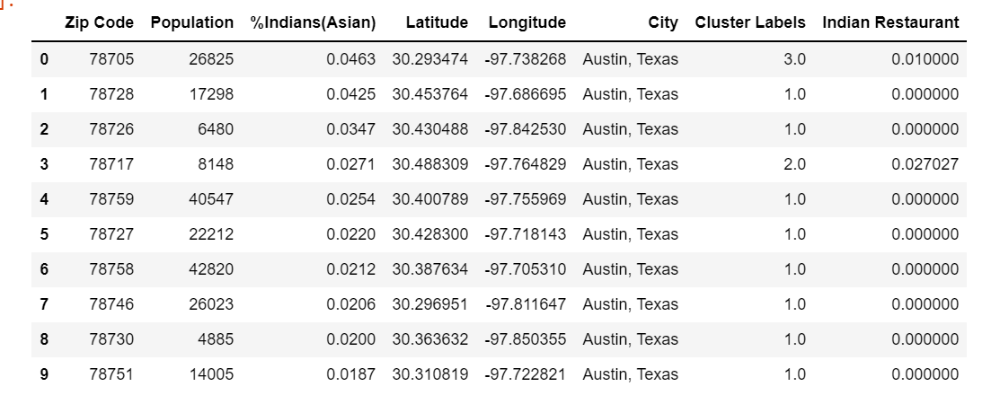 Zip Code Population %Indians(Asian) Latitude Longitude City Cluster Labels Indian Restaurant
0 78705 26825 0.0463 30.293474 -97.738268 Austin, Texas 3.0 0.010000
1 78728 17298 0.0425 30.453764 -97.686695 Austin, Texas 1.0 0.000000
2 78726 6480 0.0347 30.430488 -97.842530 Austin, Texas 1.0 0.000000
3 78717 8148 0.0271 30.488309 -97.764829 Austin, Texas 2.0 0.027027
4 78759 40547 0.0254 30.400789 -97.755969 Austin, Texas 1.0 0.000000
5 78727 22212 0.0220 30.428300 -97.718143 Austin, Texas 1.0 0.000000
6 78758 42820 0.0212 30.387634 -97.705310 Austin, Texas 1.0 0.000000
7 78746 26023 0.0206 30.296951 -97.811647 Austin, Texas 1.0 0.000000
8 78730 4885 0.0200 30.363632 -97.850355 Austin, Texas 1.0 0.000000
9 78751 14005 0.0187 30.310819 -97.722821 Austin, Texas 1.0 0.000000